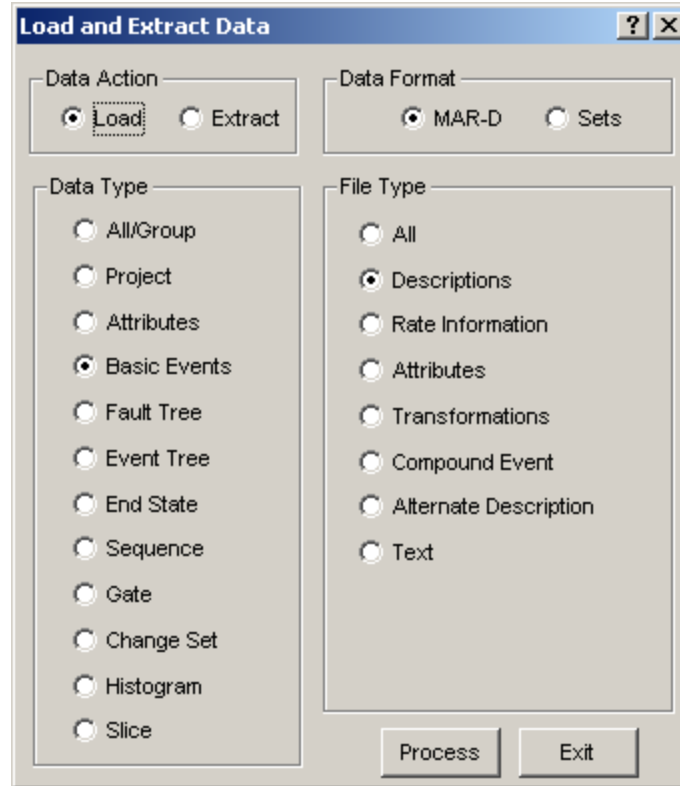 Load and Extract Data
Data Action
Load Extract
Data Format
MAR-D Sets
Data Type
All/Group
Project
Attributes
Basic Events
Fault Tree
Event Tree
End State
Sequence
Gate
Change Set
Histogram
Slice
File Type
All
Descriptions
Rate Information
Attributes
Transformations
Compound Event
Alternate Description
Text
Process Exit